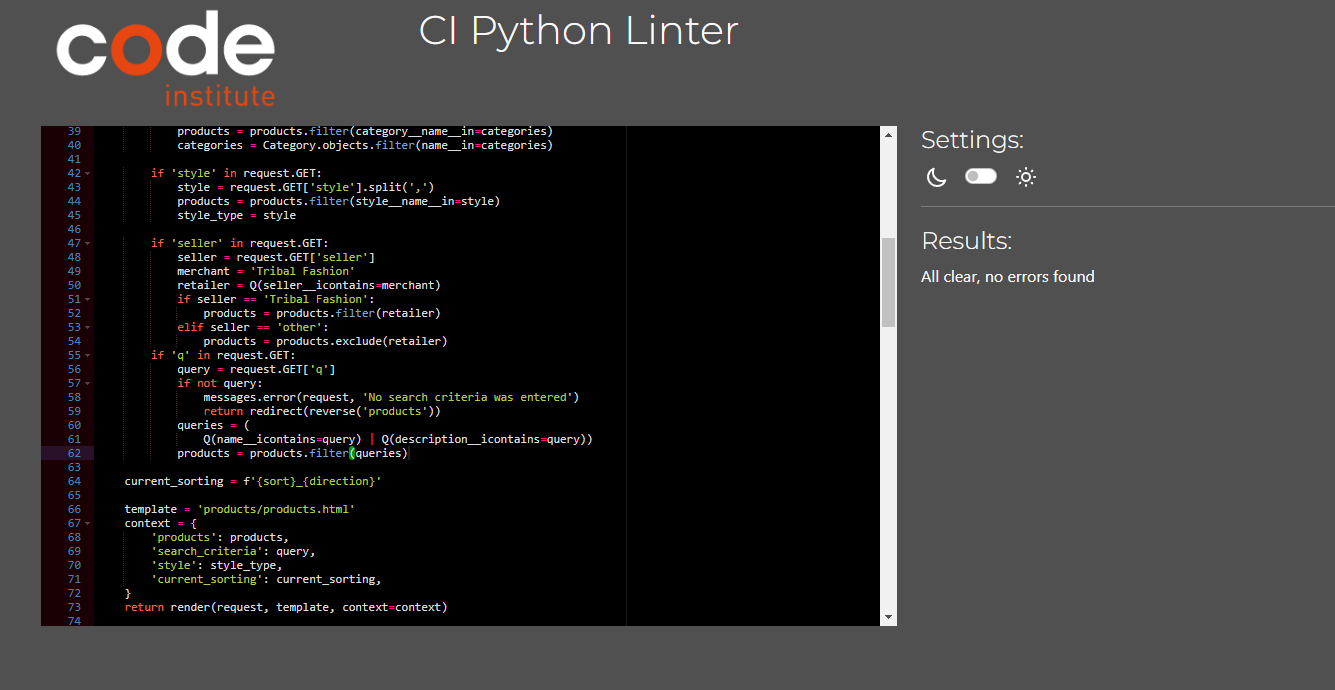 code
institute
CI Python Linter
39 products = products.filter(category__name__in=categories)
40 categories = Category.objects.filter(name__in=categories)
41
42 if 'style' in request.GET:
43 style = request.GET['style'].split(',')
44 products = products.filter(style__name__in=style)
45 style_type = style
46
47 if 'seller' in request.GET:
48 seller = request.GET['seller']
49 merchant = 'Tribal Fashion'
50 retailer = Q(seller__icontains=merchant)
51 if seller == 'Tribal Fashion':
52 products = products.filter(retailer)
53 elif seller == 'other':
54 products = products.exclude(retailer)
55 if 'q' in request.GET:
56 query = request.GET['q']
57 if not query:
58 messages.error(request, 'No search criteria was entered')
59 return redirect(reverse('products'))
60 queries = (
61 Q(name__icontains=query) | Q(description__icontains=query))
62 products = products.filter(queries)
63
64 current_sorting = f'{sort}_{direction}'
65
66 template = 'products/products.html'
67 context = {
68 'products': products,
69 'search_criteria': query,
70 'style': style_type,
71 'current_sorting': current_sorting,
72 }
73 return render(request, template, context=context)
74
Settings:
Results:
All clear, no errors found